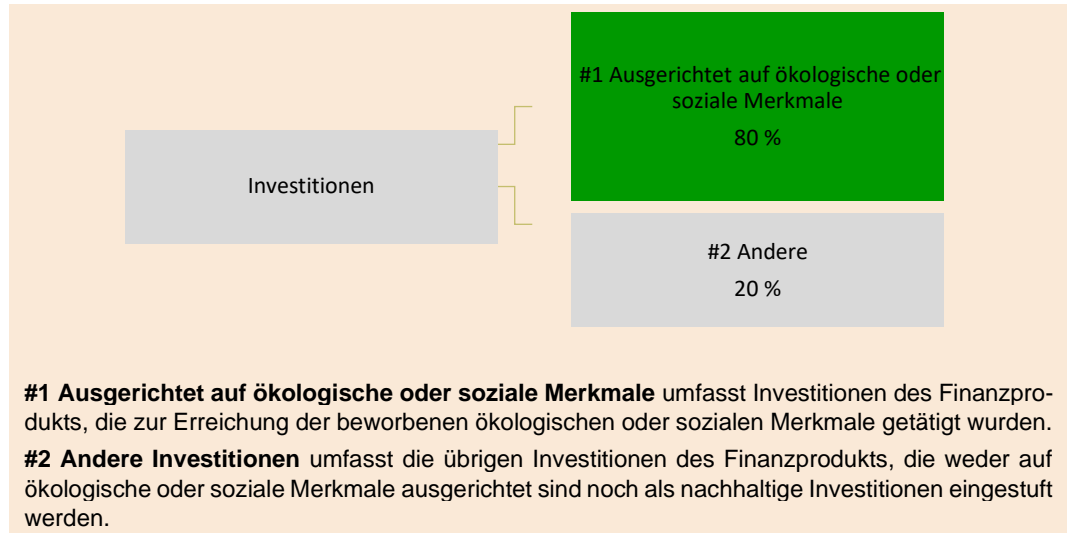 #1 Ausgerichtet auf ökologische oder
soziale Merkmale
80 %
Investitionen
#2 Andere
20 %
#1 Ausgerichtet auf ökologische oder soziale Merkmale umfasst Investitionen des Finanzpro-
dukts, die zur Erreichung der beworbenen ökologischen oder sozialen Merkmale getätigt wurden.
#2 Andere Investitionen umfasst die übrigen Investitionen des Finanzprodukts, die weder auf
ökologische oder soziale Merkmale ausgerichtet sind noch als nachhaltige Investitionen eingestuft
werden.